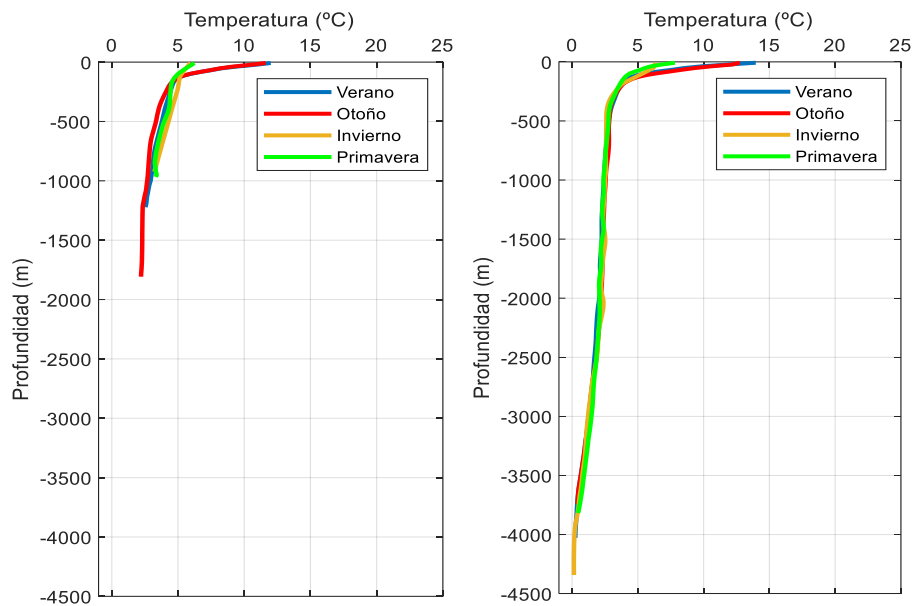 Temperatura (ºC)
0 5 10 15 20 25
0
-500
-1000
-1500
-2000
-2500
-3000
-3500
-4000
-4500
Profundidad (m)
Verano
Otoño
Invierno
Primavera
Temperatura (ºC)
0 5 10 15 20 25
0
-500
-1000
-1500
-2000
-2500
-3000
-3500
-4000
-4500
Profundidad (m)
Verano
Otoño
Invierno
Primavera